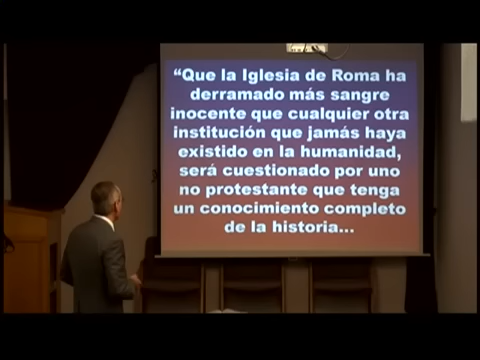 “Que la Iglesia de Roma ha
derramado más sangre
inocente que cualquier otra
institución que jamás haya
existido en la humanidad,
será cuestionado por uno
no protestante que tenga
un conocimiento completo
de la historia...